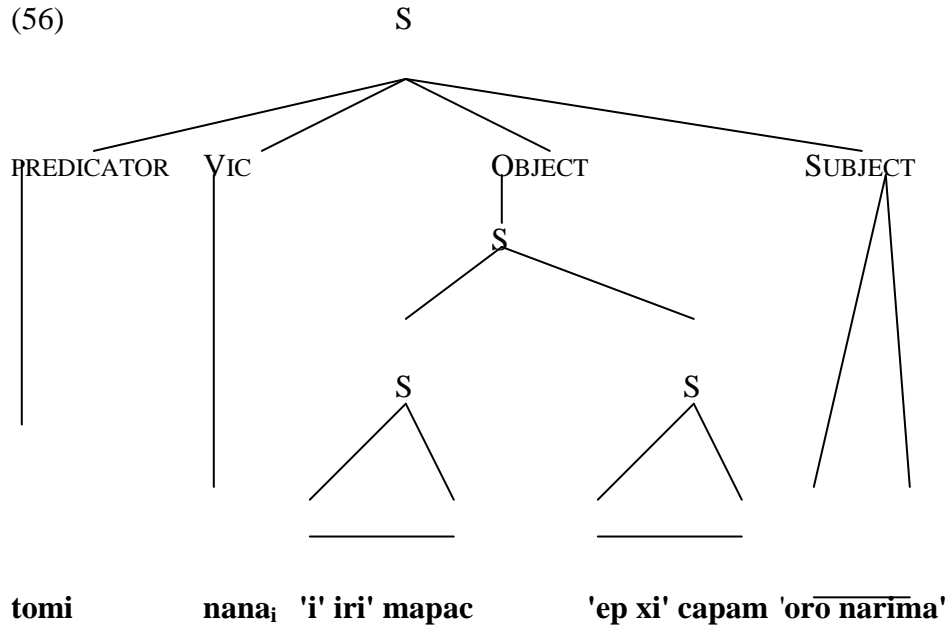 (56) S
PREDICATOR VIC OBJECT SUBJECT
S
S S
tomi nanaᵢ 'i' iri' mapac 'ep xi' capam 'oro narima'